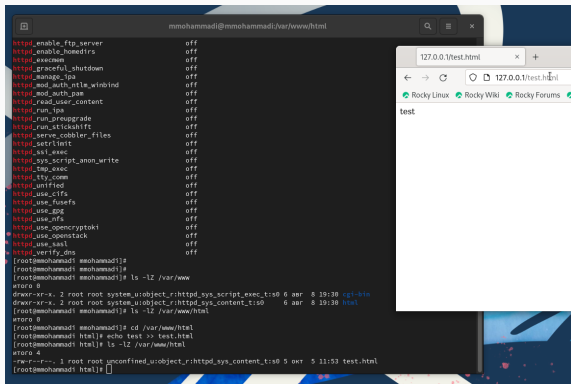 mmohammadi@mmohammadi:/var/www/html
httpd_enable_ftp_server off
httpd_enable_homedirs off
httpd_execmem off
httpd_graceful_shutdown off
httpd_manage_ipa off
httpd_mod_auth_ntlm_winbind off
httpd_mod_auth_pam off
httpd_read_user_content off
httpd_run_ipa off
httpd_run_preupgrade off
httpd_run_stickshift off
httpd_serve_cobbler_files off
httpd_setrlimit off
httpd_ssi_exec off
httpd_sys_script_anon_write off
httpd_tmp_exec off
httpd_tty_comm off
httpd_unified off
httpd_use_cifs off
httpd_use_fusefs off
httpd_use_gpg off
httpd_use_nfs off
httpd_use_opencryptoki off
httpd_use_openstack off
httpd_use_sasl off
httpd_verify_dns off
[root@mmohammadi mmohammadi]#
[root@mmohammadi mmohammadi]#
[root@mmohammadi mmohammadi]# ls -lZ /var/www
итого 0
drwxr-xr-x. 2 root root system_u:object_r:httpd_sys_script_exec_t:s0 6 авг 8 19:30 cgi-bin
drwxr-xr-x. 2 root root system_u:object_r:httpd_sys_content_t:s0 6 авг 8 19:30 html
[root@mmohammadi mmohammadi]# ls -lZ /var/www/html
итого 0
[root@mmohammadi mmohammadi]# cd /var/www/html
[root@mmohammadi html]# echo test >> test.html
[root@mmohammadi html]# ls -lZ /var/www/html
итого 4
-rw-r--r--. 1 root root unconfined_u:object_r:httpd_sys_content_t:s0 5 окт 5 11:53 test.html
[root@mmohammadi html]#
127.0.0.1/test.html
127.0.0.1/test.html
Rocky Linux Rocky Wiki Rocky Forums
test